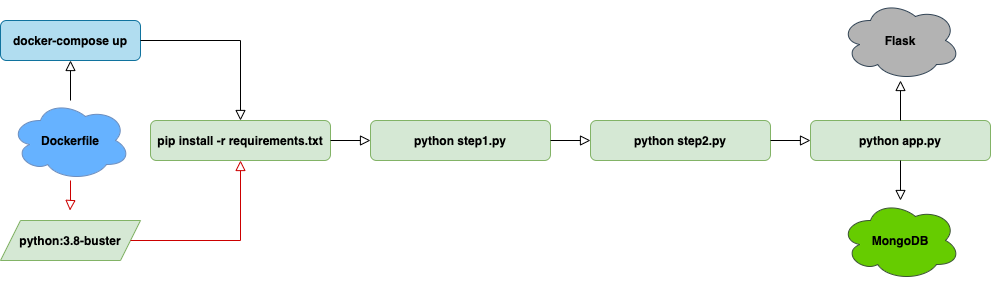 docker-compose up
Flask
Dockerfile
pip install -r requirements.txt
python step1.py
python step2.py
python app.py
python:3.8-buster
MongoDB